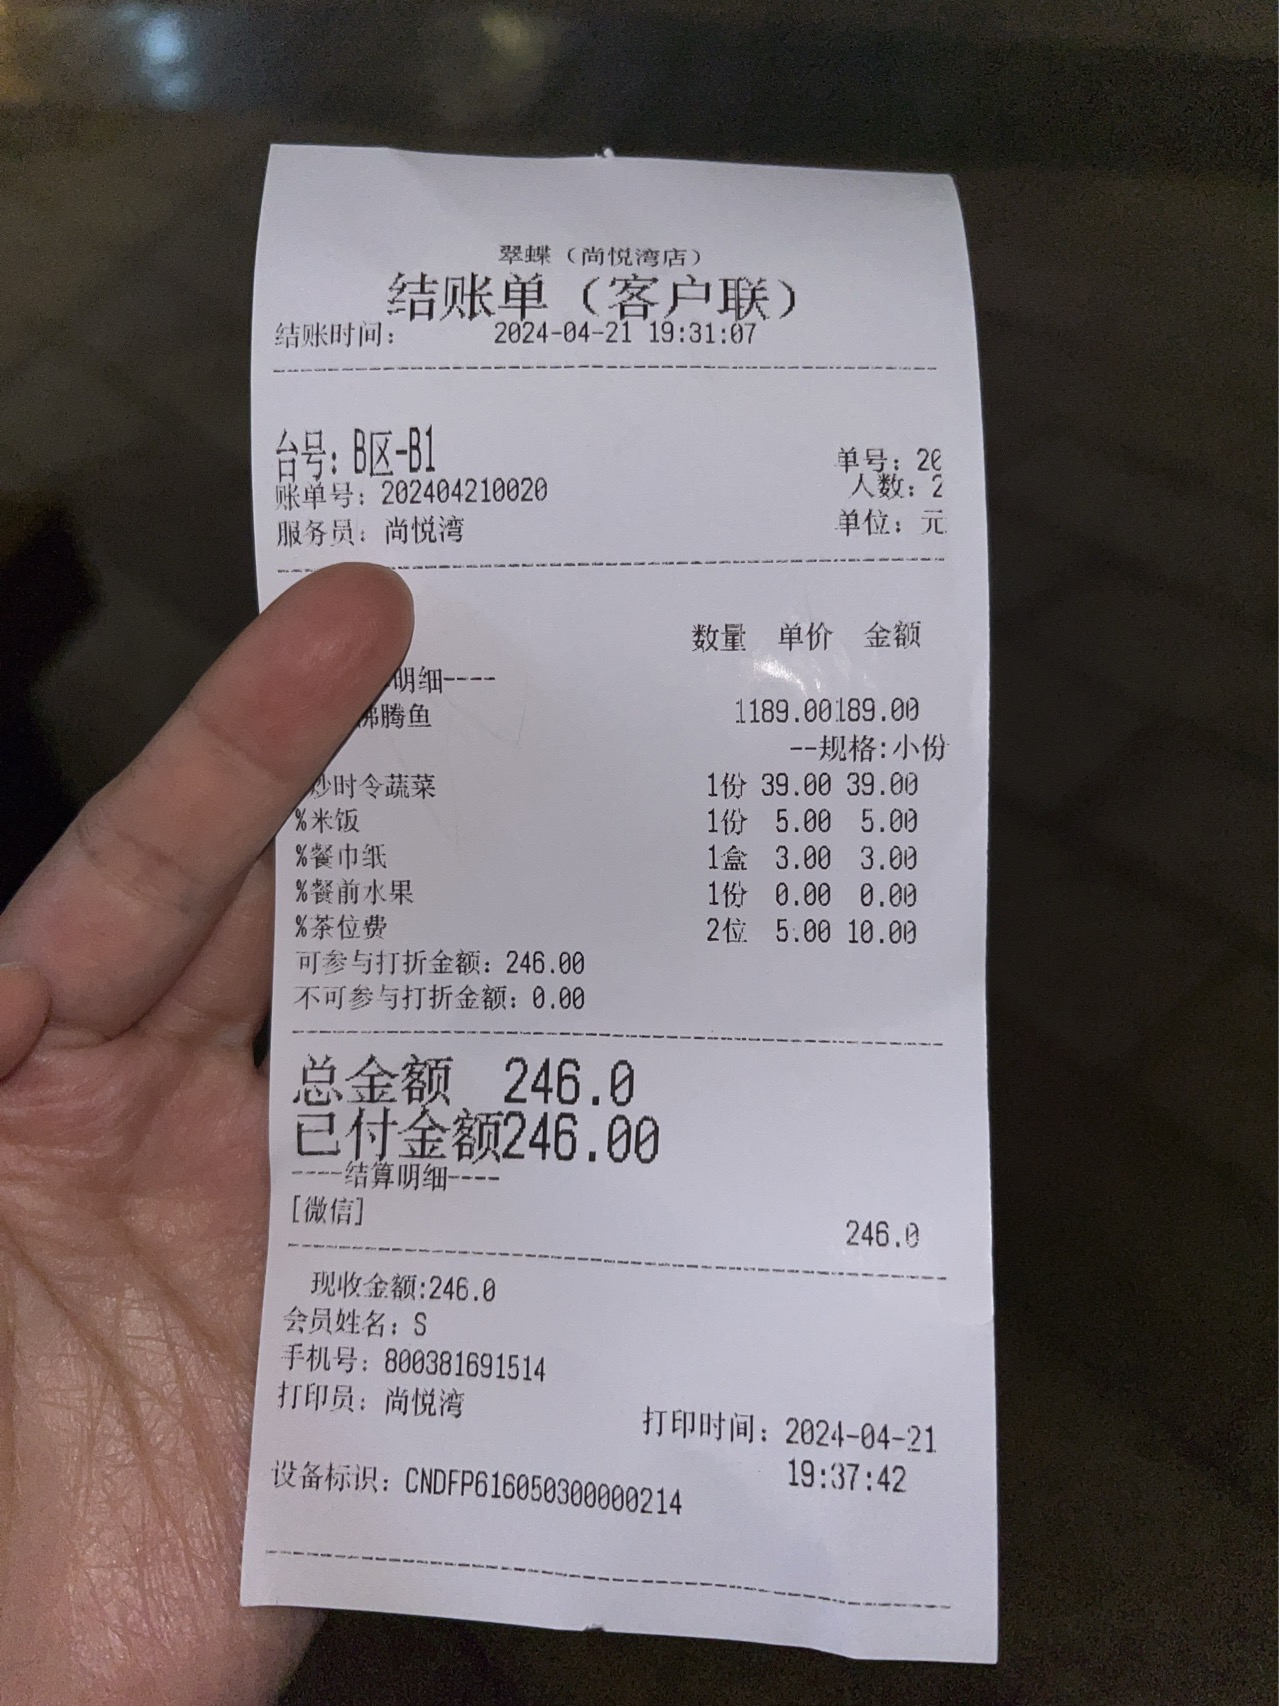 翠蝶（尚悦湾店）
结账单（客户联）
结账时间： 2024-04-21 19:31:07
台号：B区-B1
单号：20
账单号：202404210020
人数：2
服务员：尚悦湾
单位：元
数量 单价 金额
明细----
沸腾鱼 1189.00189.00
--规格:小份
炒时令蔬菜 1份 39.00 39.00
%米饭 1份 5.00 5.00
%餐巾纸 1盒 3.00 3.00
%餐前水果 1份 0.00 0.00
%茶位费 2位 5.00 10.00
可参与打折金额：246.00
不可参与打折金额：0.00
总金额 246.0
已付金额246.00
----结算明细----
[微信] 246.0
现收金额:246.0
会员姓名：S
手机号：800381691514
打印员：尚悦湾
打印时间：2024-04-21
19:37:42
设备标识：CNDFP616050300000214